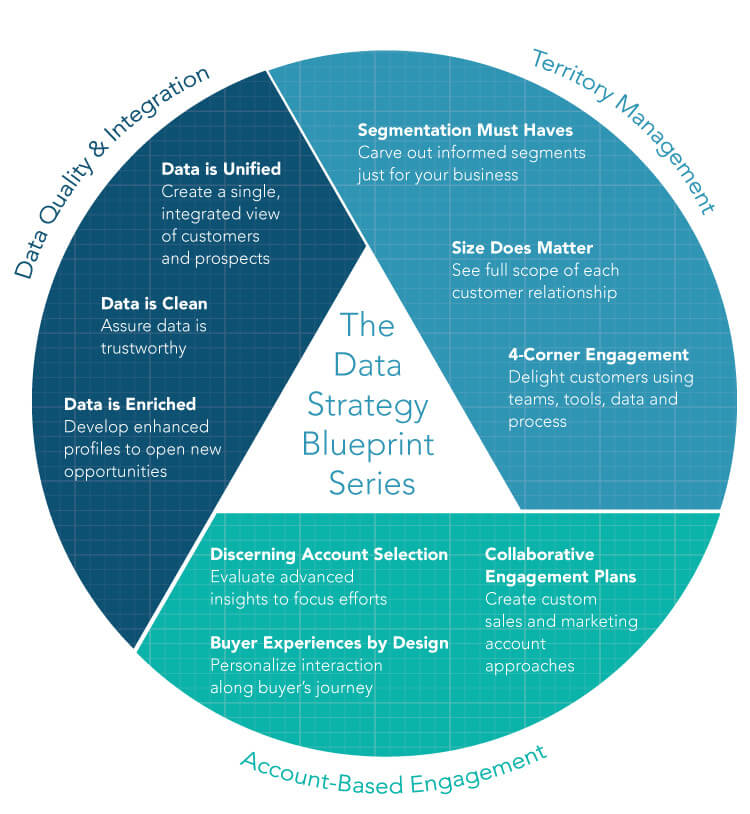 Data Quality & Integration
Data is Unified
Create a single,
integrated view
of customers
and prospects
Data is Clean
Assure data is
trustworthy
Data is Enriched
Develop enhanced
profiles to open new
opportunities
Territory Management
Segmentation Must Haves
Carve out informed segments
just for your business
Size Does Matter
See full scope of each
customer relationship
4-Corner Engagement
Delight customers using
teams, tools, data and
process
The
Data
Strategy
Blueprint
Series
Discerning Account Selection
Evaluate advanced
insights to focus efforts
Buyer Experiences by Design
Personalize interaction
along buyer's journey
Collaborative
Engagement Plans
Create custom
sales and marketing
account
approaches
Account-Based Engagement